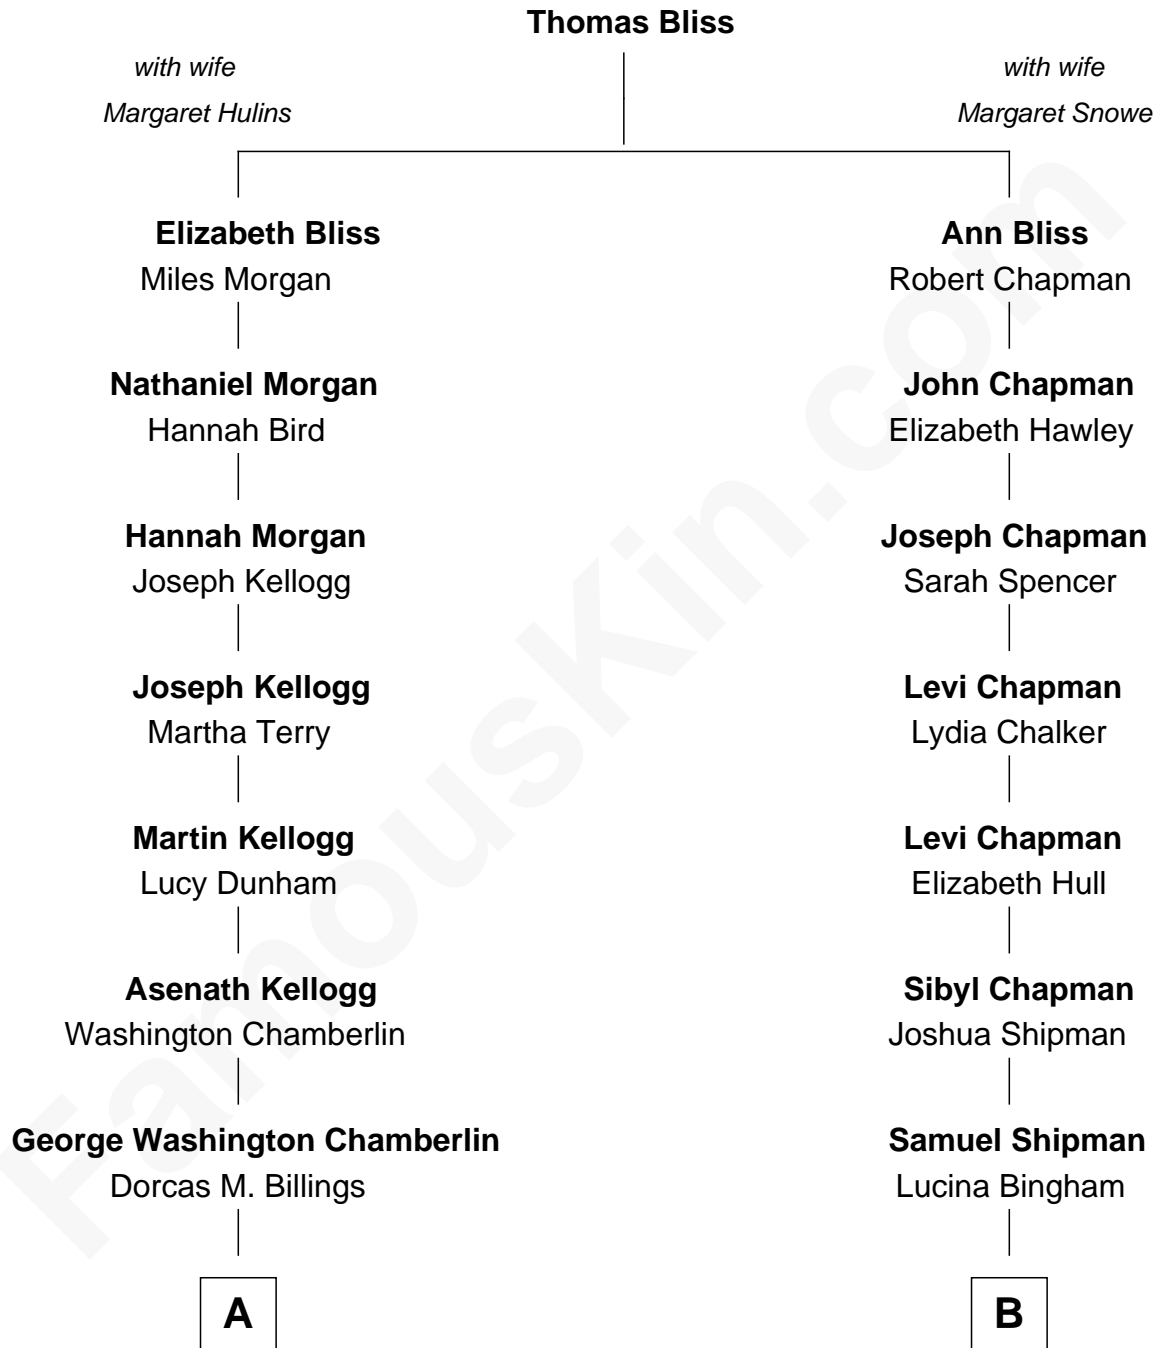 Thomas Bliss
with wife
Margaret Hulins
with wife
Margaret Snowe
Elizabeth Bliss
Miles Morgan
Ann Bliss
Robert Chapman
Nathaniel Morgan
Hannah Bird
John Chapman
Elizabeth Hawley
Hannah Morgan
Joseph Kellogg
Joseph Chapman
Sarah Spencer
Joseph Kellogg
Martha Terry
Levi Chapman
Lydia Chalker
Martin Kellogg
Lucy Dunham
Levi Chapman
Elizabeth Hull
Asenath Kellogg
Washington Chamberlin
Sibyl Chapman
Joshua Shipman
George Washington Chamberlin
Dorcas M. Billings
Samuel Shipman
Lucina Bingham
A
B
FamousKin.com